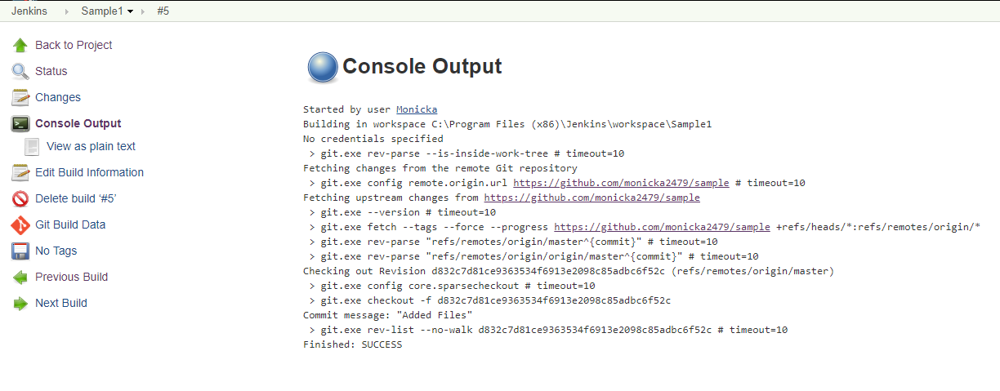 Jenkins Sample1 #5
Back to Project
Status
Changes
Console Output
View as plain text
Edit Build Information
Delete build ‘#5’
Git Build Data
No Tags
Previous Build
Next Build
Console Output
Started by user Monicka
Building in workspace C:\Program Files (x86)\Jenkins\workspace\Sample1
No credentials specified
> git.exe rev-parse --is-inside-work-tree # timeout=10
Fetching changes from the remote Git repository
> git.exe config remote.origin.url https://github.com/monicka2479/sample # timeout=10
Fetching upstream changes from https://github.com/monicka2479/sample
> git.exe --version # timeout=10
> git.exe fetch --tags --force --progress https://github.com/monicka2479/sample +refs/heads/*:refs/remotes/origin/*
> git.exe rev-parse "refs/remotes/origin/master^{commit}" # timeout=10
> git.exe rev-parse "refs/remotes/origin/origin/master^{commit}" # timeout=10
Checking out Revision d832c7d81ce9363534f6913e2098c85adbc6f52c (refs/remotes/origin/master)
> git.exe config core.sparsecheckout # timeout=10
> git.exe checkout -f d832c7d81ce9363534f6913e2098c85adbc6f52c
Commit message: "Added Files"
> git.exe rev-list --no-walk d832c7d81ce9363534f6913e2098c85adbc6f52c # timeout=10
Finished: SUCCESS